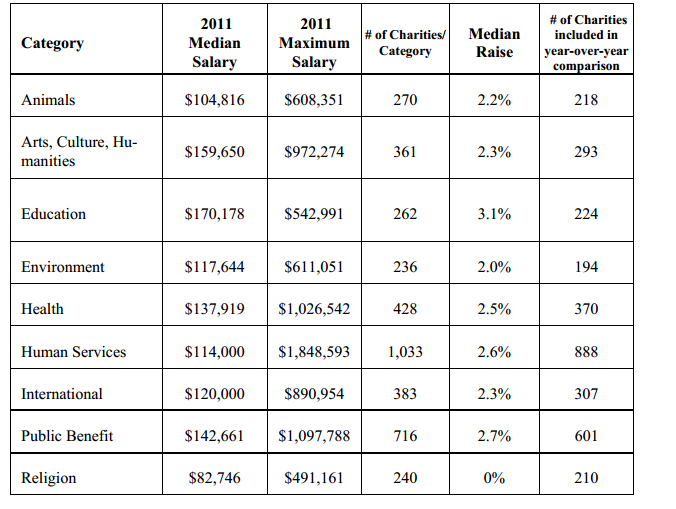 Category 2011 Median Salary 2011 Maximum Salary # of Charities/ Category Median Raise # of Charities included in year-over-year comparison
Animals $104,816 $608,351 270 2.2% 218
Arts, Culture, Hu-
manities $159,650 $972,274 361 2.3% 293
Education $170,178 $542,991 262 3.1% 224
Environment $117,644 $611,051 236 2.0% 194
Health $137,919 $1,026,542 428 2.5% 370
Human Services $114,000 $1,848,593 1,033 2.6% 888
International $120,000 $890,954 383 2.3% 307
Public Benefit $142,661 $1,097,788 716 2.7% 601
Religion $82,746 $491,161 240 0% 210